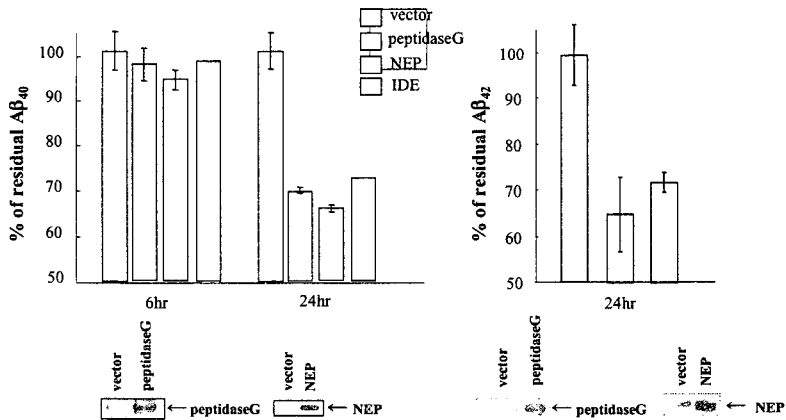 vector
peptidaseG
NEP
IDE
% of residual Aβ40
100
90
80
70
60
50
6hr
24hr
% of residual Aβ42
100
90
80
70
60
50
24hr
vector
peptidaseG
← peptidaseG
vector
NEP
← NEP
vector
peptidaseG
← peptidaseG
vector
NEP
← NEP